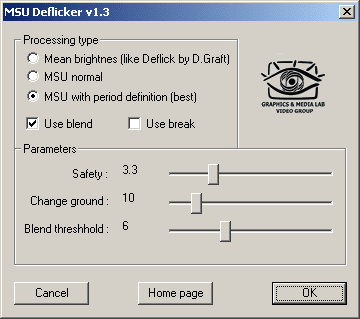 MSU Deflicker v1.3
Processing type
Mean brightnes (like Deflick by D.Graft)
MSU normal
MSU with period definition (best)
Use blend
Use break
GRAPHICS & MEDIA LAB
VIDEO GROUP
Parameters
Safety : 3.3
Change ground : 10
Blend threshhold : 6
Cancel
Home page
OK